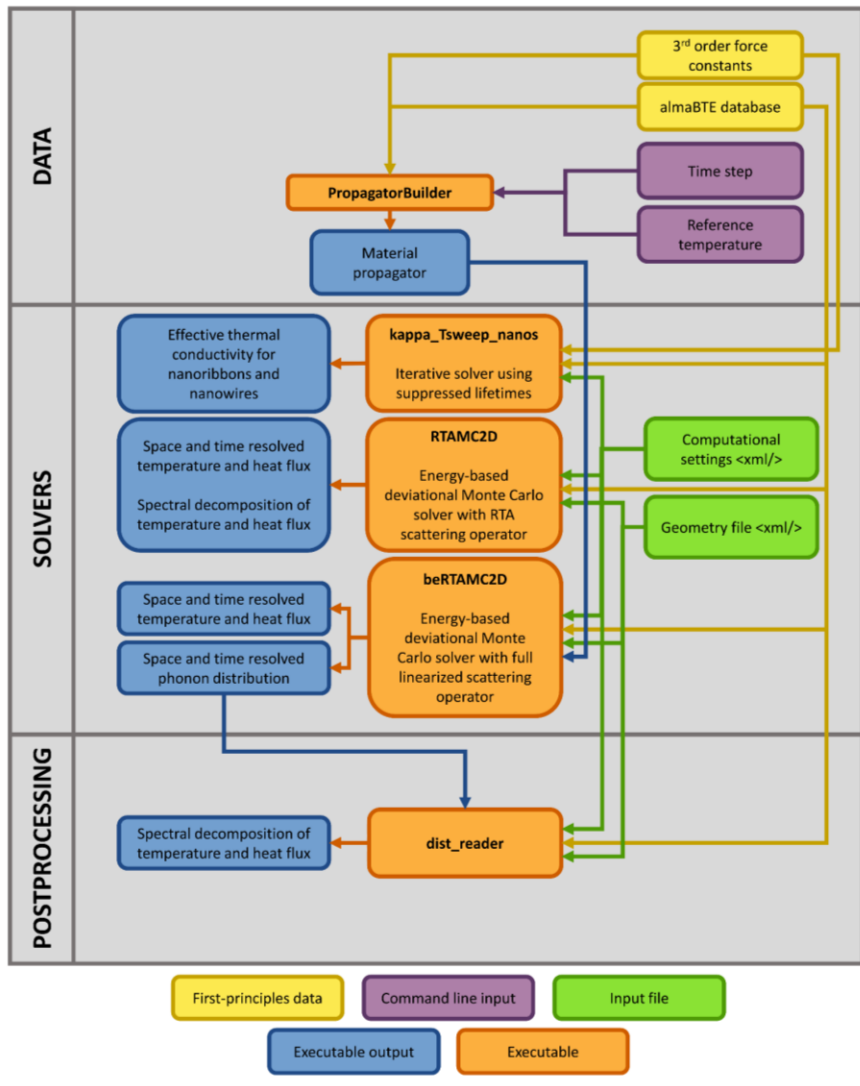 DATA
3rd order force
constants
almaBTE database
PropagatorBuilder
Time step
Reference
temperature
Material
propagator
SOLVERS
Effective thermal
conductivity for
nanoribbons and
nanowires
kappa_Tsweep_nanos
Iterative solver using
suppressed lifetimes
Space and time resolved
temperature and heat flux
Spectral decomposition of
temperature and heat flux
RTAMC2D
Energy-based
deviational Monte Carlo
solver with RTA
scattering operator
Computational
settings <xml/>
Geometry file <xml/>
Space and time resolved
temperature and heat flux
Space and time resolved
phonon distribution
beRTAMC2D
Energy-based
deviational Monte
Carlo solver with full
linearized scattering
operator
POSTPROCESSING
Spectral decomposition of
temperature and heat flux
dist_reader
First-principles data
Command line input
Input file
Executable output
Executable